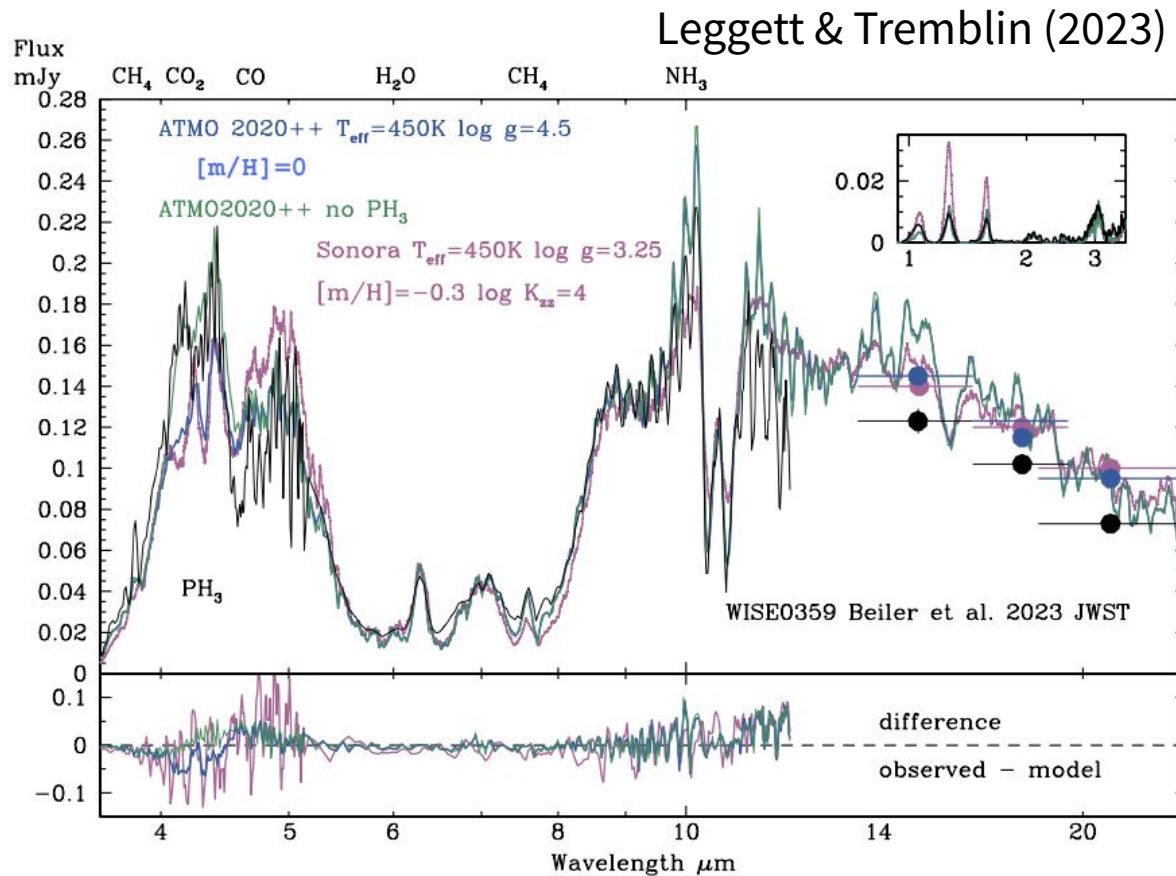 Leggett & Tremblin (2023)
Flux
mJy
CH₄ CO₂ CO H₂O CH₄ NH₃
0.28
0.26
0.24
0.22
0.2
0.18
0.16
0.14
0.12
0.1
0.08
0.06
0.04
0.02
0
ATMO 2020++ T_eff=450K log g=4.5
[m/H]=0
ATMO2020++ no PH₃
Sonora T_eff=450K log g=3.25
[m/H]=−0.3 log K_zz=4
0.02
0
1 2 3
PH₃
WISE0359 Beiler et al. 2023 JWST
0.1
0
−0.1
difference
observed − model
4 5 6 8 10 14 20
Wavelength μm